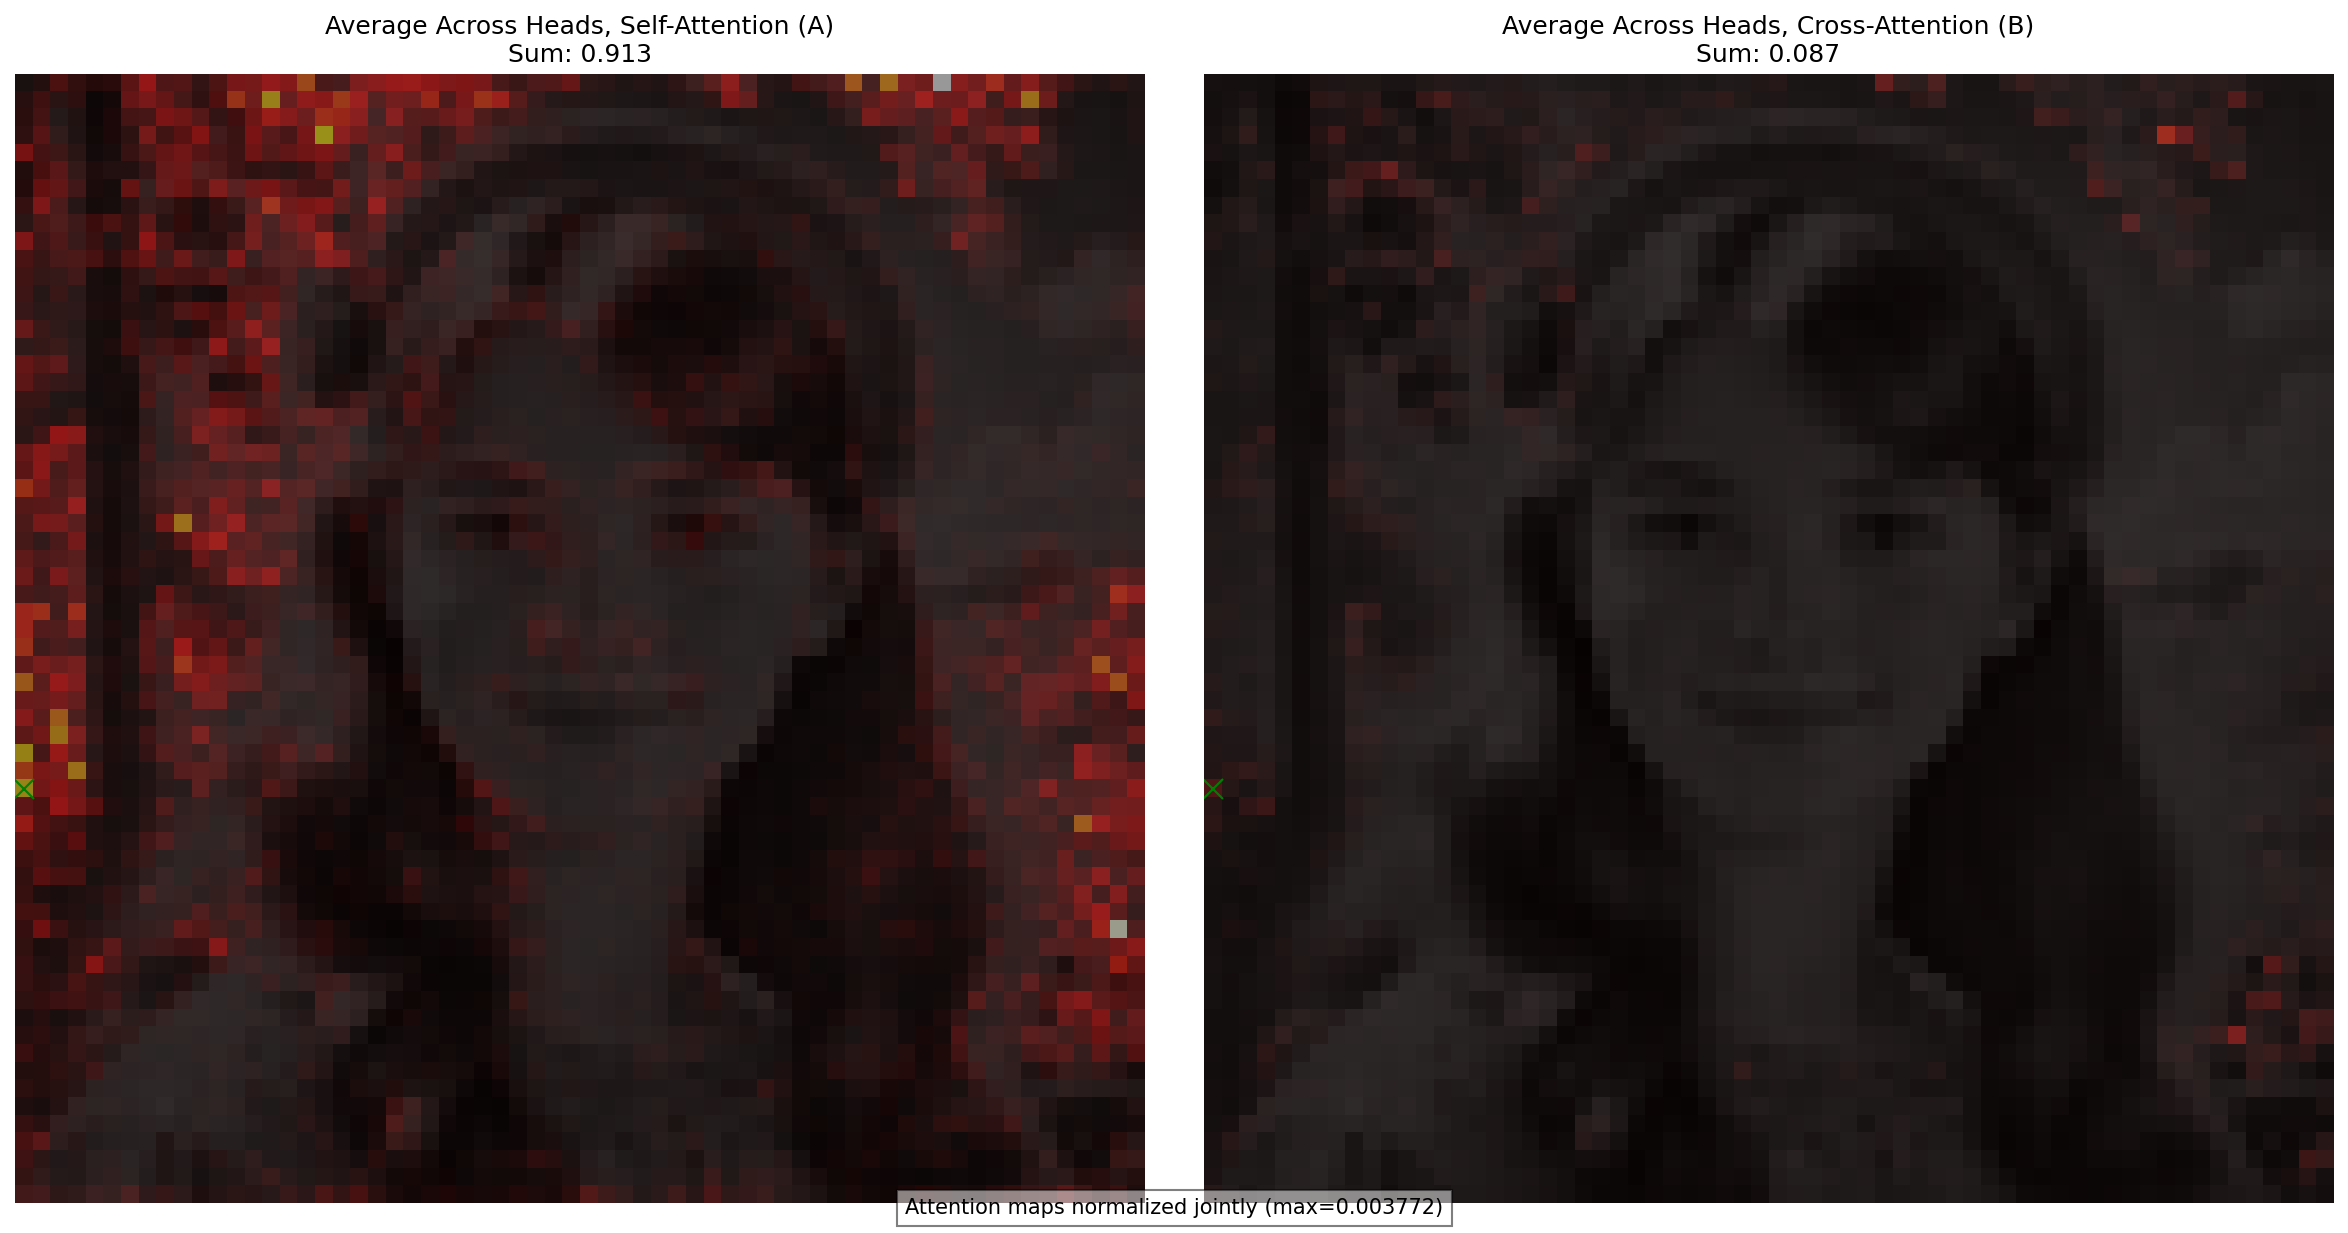 Average Across Heads, Self-Attention (A)
Sum: 0.913
Average Across Heads, Cross-Attention (B)
Sum: 0.087
Attention maps normalized jointly (max=0.003772)